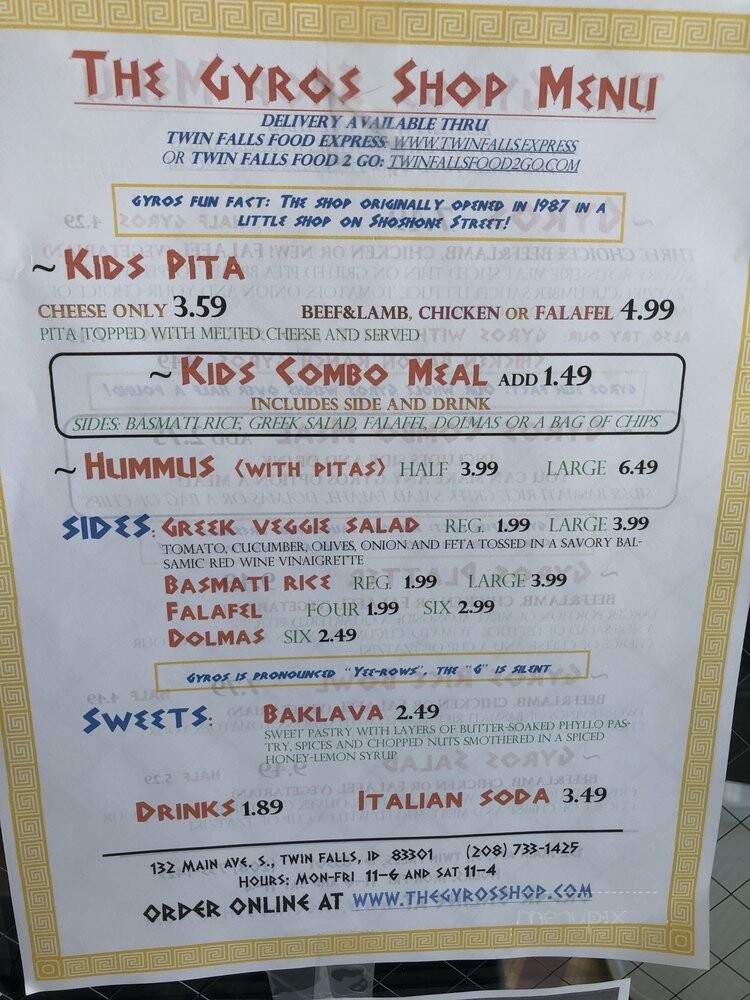 THE GYROS SHOP MENU
DELIVERY AVAILABLE THRU
TWIN FALLS FOOD EXPRESS: WWW.TWINFALLS.EXPRESS
OR TWIN FALLS FOOD 2 GO: TWINFALLSFOOD2GO.COM
GYROS FUN FACT: THE SHOP ORIGINALLY OPENED IN 1987 IN A
LITTLE SHOP ON SHOSHONE STREET!
~ KIDS PITA
CHEESE ONLY 3.59 BEEF&LAMB, CHICKEN OR FALAFEL 4.99
PITA TOPPED WITH MELTED CHEESE AND SERVED
~ KIDS COMBO MEAL ADD 1.49
INCLUDES SIDE AND DRINK
SIDES: BASMATI RICE, GREEK SALAD, FALAFEL, DOLMAS OR A BAG OF CHIPS
~ HUMMUS (WITH PITAS) HALF 3.99 LARGE 6.49
SIDES: GREEK VEGGIE SALAD REG. 1.99 LARGE 3.99
TOMATO, CUCUMBER, OLIVES, ONION AND FETA TOSSED IN A SAVORY BAL-
SAMIC RED WINE VINAIGRETTE
BASMATI RICE REG. 1.99 LARGE 3.99
FALAFEL FOUR 1.99 SIX 2.99
DOLMAS SIX 2.49
GYROS IS PRONOUNCED "YEE-ROWS", THE "G" IS SILENT
SWEETS: BAKLAVA 2.49
SWEET PASTRY WITH LAYERS OF BUTTER-SOAKED PHYLLO PAS-
TRY, SPICES AND CHOPPED NUTS SMOTHERED IN A SPICED
HONEY-LEMON SYRUP
DRINKS 1.89 ITALIAN SODA 3.49
132 MAIN AVE. S., TWIN FALLS, ID 83301 (208) 733-1425
HOURS: MON-FRI 11-6 AND SAT 11-4
ORDER ONLINE AT WWW.THEGYROSSHOP.COM